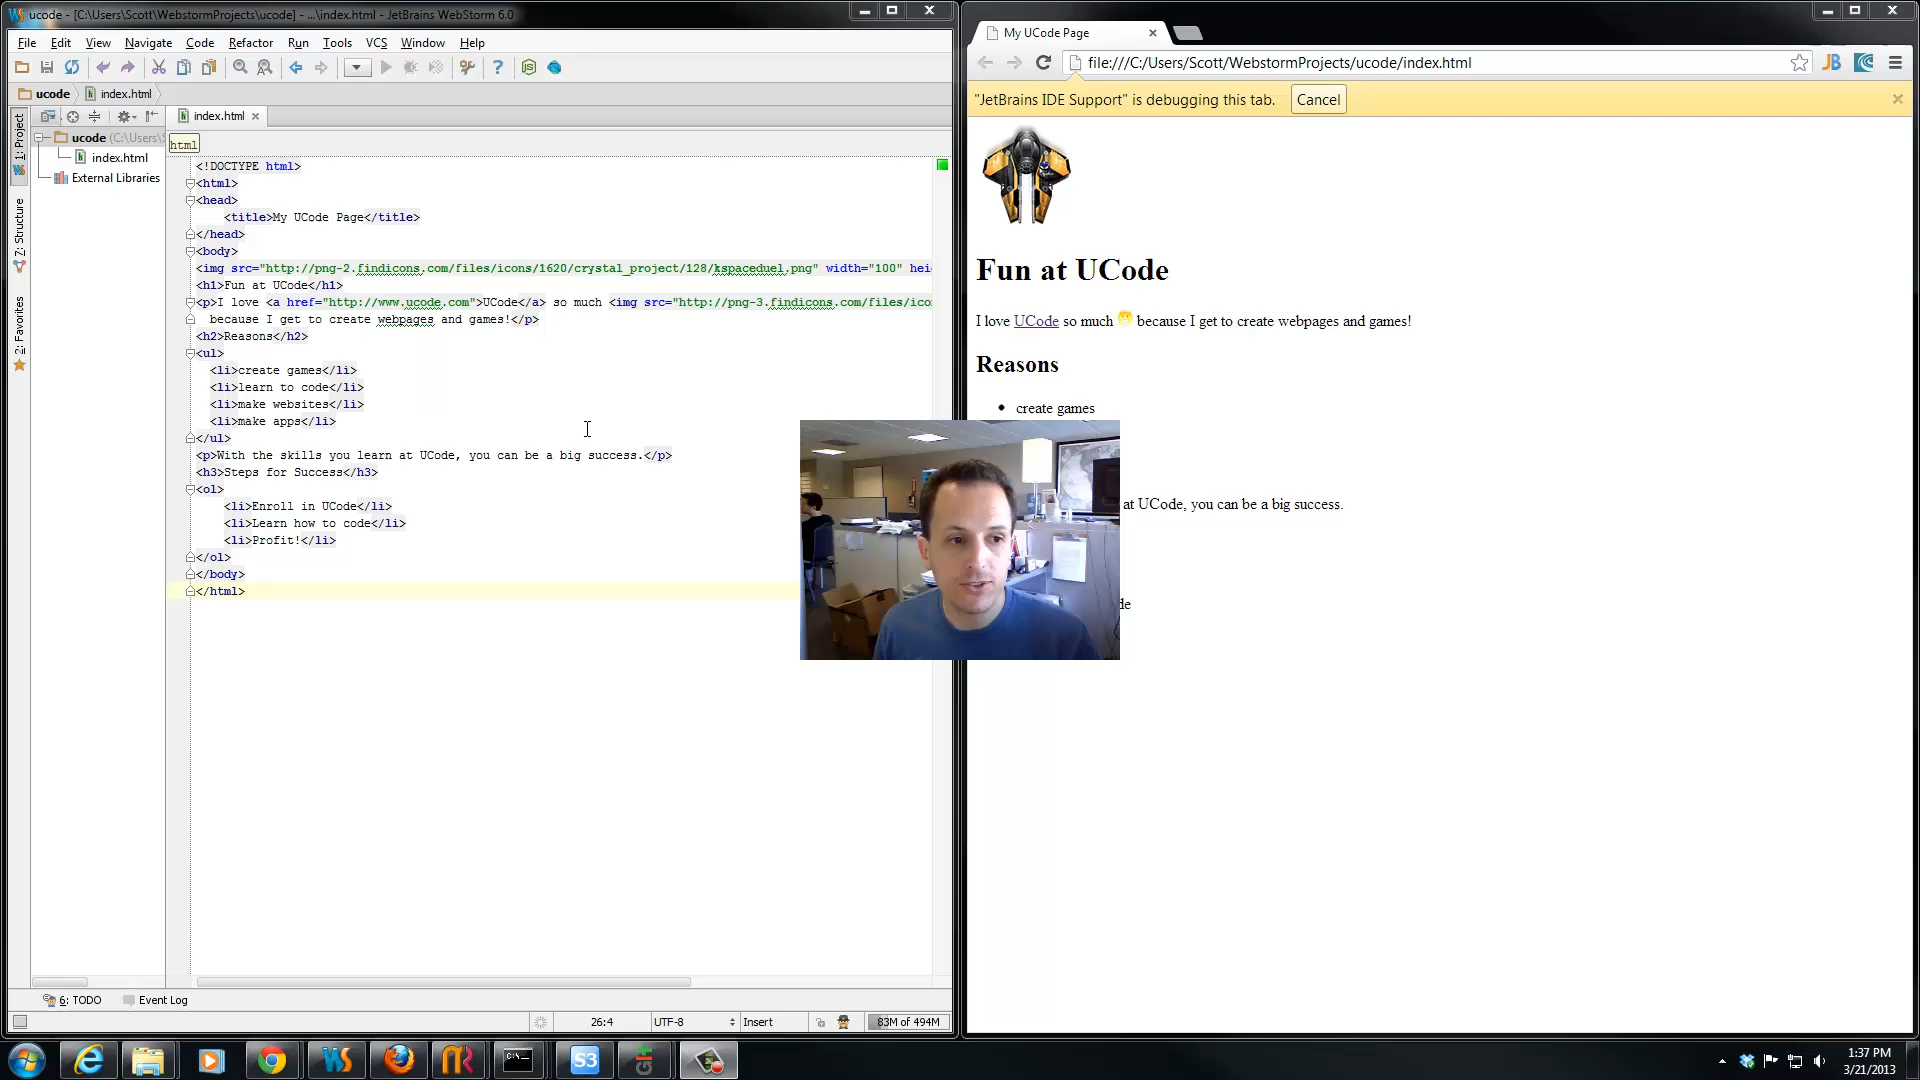 ucode - [C:\Users\Scott\WebstormProjects\ucode] - ...\index.html - JetBrains WebStorm 6.0
File Edit View Navigate Code Refactor Run Tools VCS Window Help
ucode index.html
1: Project
7: Structure
2: Favorites
ucode (C:\Users\S
index.html
External Libraries
index.html
html
<!DOCTYPE html>
<html>
<head>
<title>My UCode Page</title>
</head>
<body>
<img src="http://png-2.findicons.com/files/icons/1620/crystal_project/128/kspaceduel.png" width="100" hei
<h1>Fun at UCode</h1>
<p>I love <a href="http://www.ucode.com">UCode</a> so much <img src="http://png-3.findicons.com/files/ico
because I get to create webpages and games!</p>
<h2>Reasons</h2>
<ul>
<li>create games</li>
<li>learn to code</li>
<li>make websites</li>
<li>make apps</li>
</ul>
<p>With the skills you learn at UCode, you can be a big success.</p>
<h3>Steps for Success</h3>
<ol>
<li>Enroll in UCode</li>
<li>Learn how to code</li>
<li>Profit!</li>
</ol>
</body>
</html>
6: TODO Event Log
26:4 UTF-8 Insert 83M of 494M
My UCode Page
file:///C:/Users/Scott/WebstormProjects/ucode/index.html
JB
"JetBrains IDE Support" is debugging this tab. Cancel
Fun at UCode
I love UCode so much because I get to create webpages and games!
Reasons
create games
at UCode, you can be a big success.
de
WS
S3
1:37 PM
3/21/2013